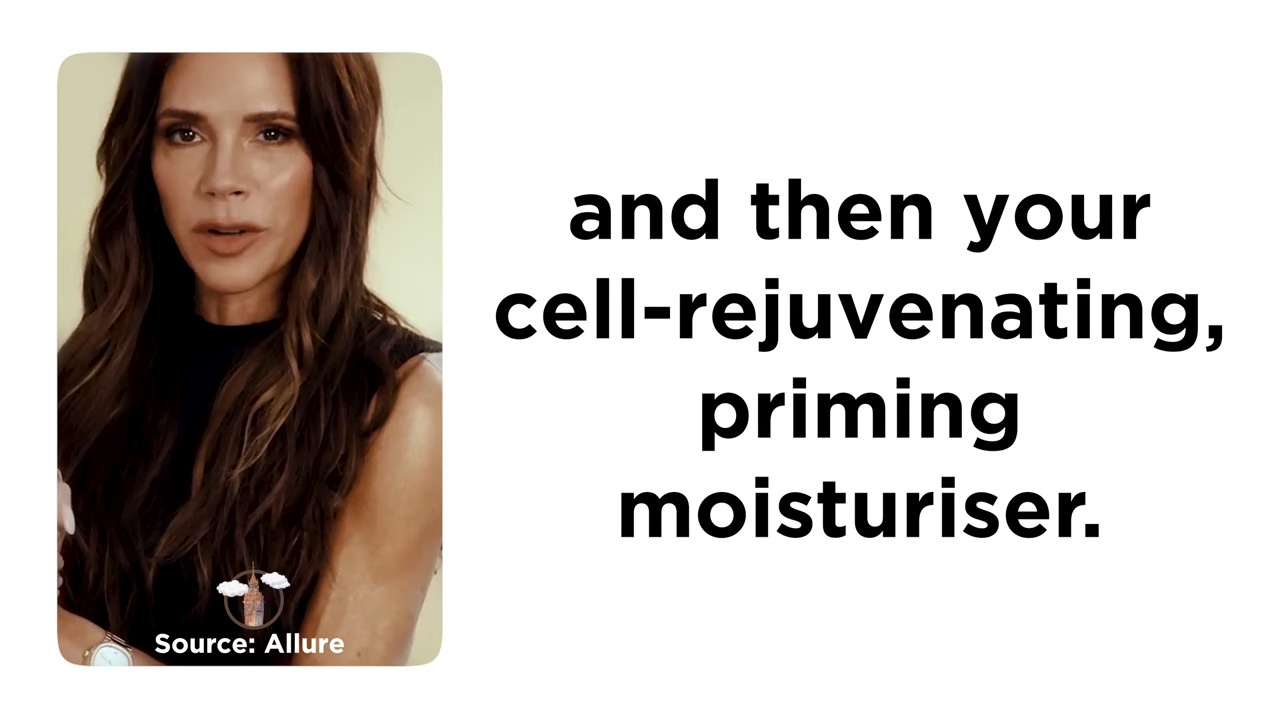 and then your
cell-rejuvenating,
priming
moisturiser.
Source: Allure